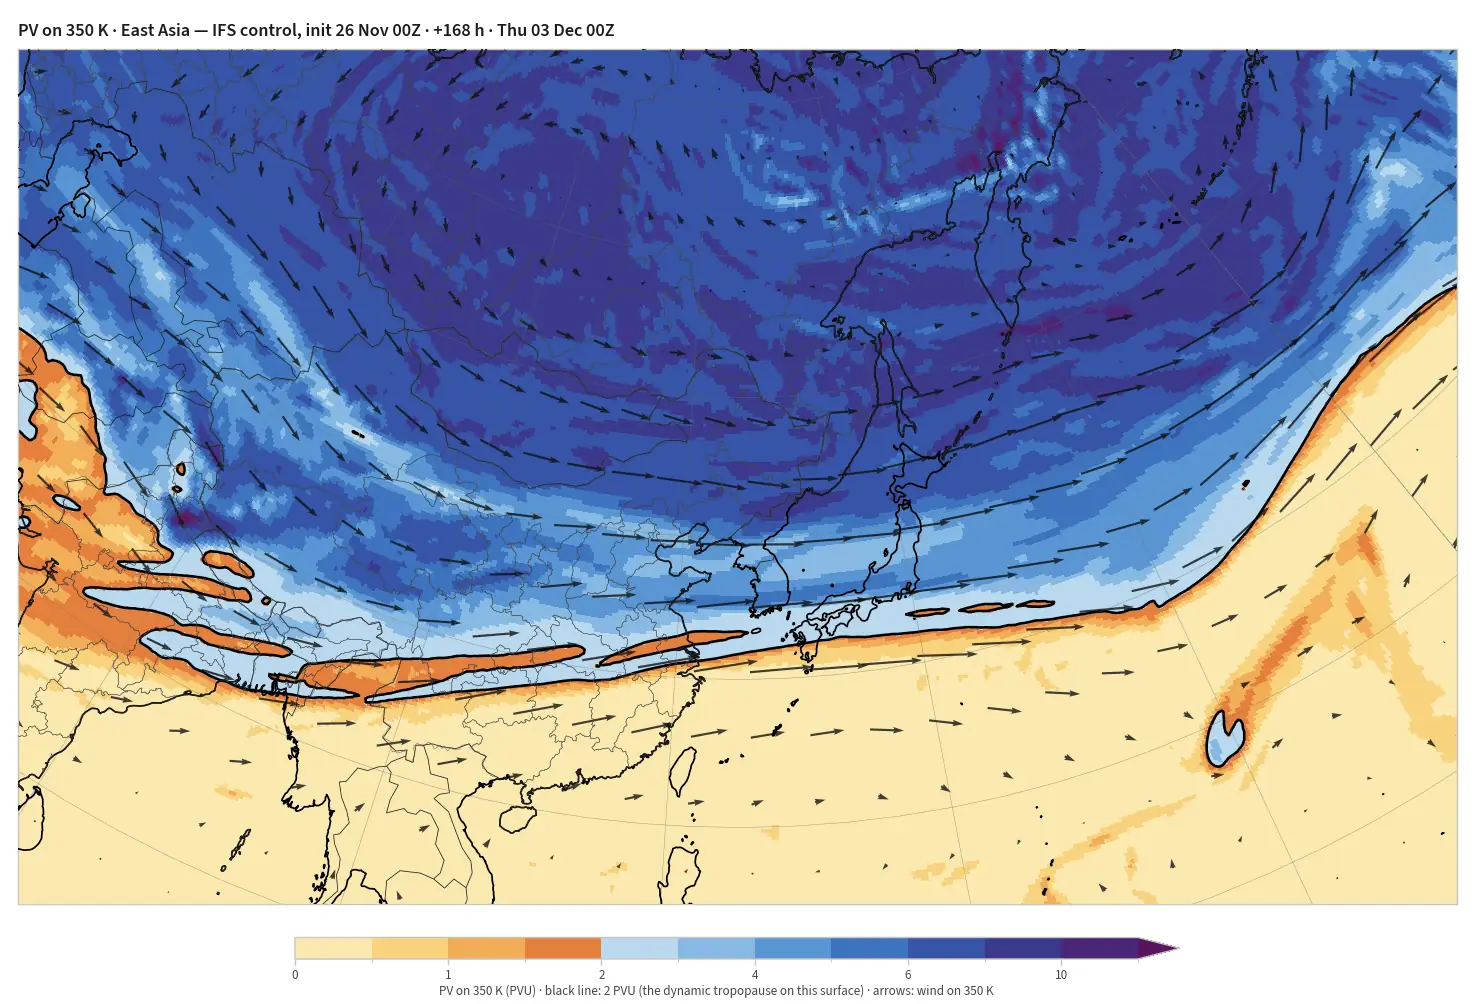 PV on 350 K · East Asia — IFS control, init 26 Nov 00Z · +168 h · Thu 03 Dec 00Z
0 1 2 4 6 10
PV on 350 K (PVU) · black line: 2 PVU (the dynamic tropopause on this surface) · arrows: wind on 350 K